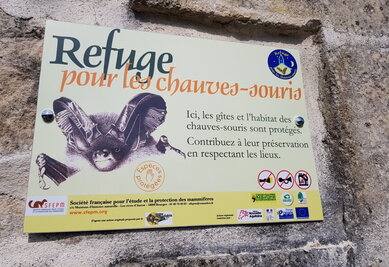 Refuge
pour les chauves-souris
Ici, les gîtes et l'habitat des
chauves-souris sont protégés.
Contribuez à leur préservation
en respectant les lieux.
Espèces
protégées
SFEPM
Société française pour l'étude et la protection des mammifères
www.sfepm.org